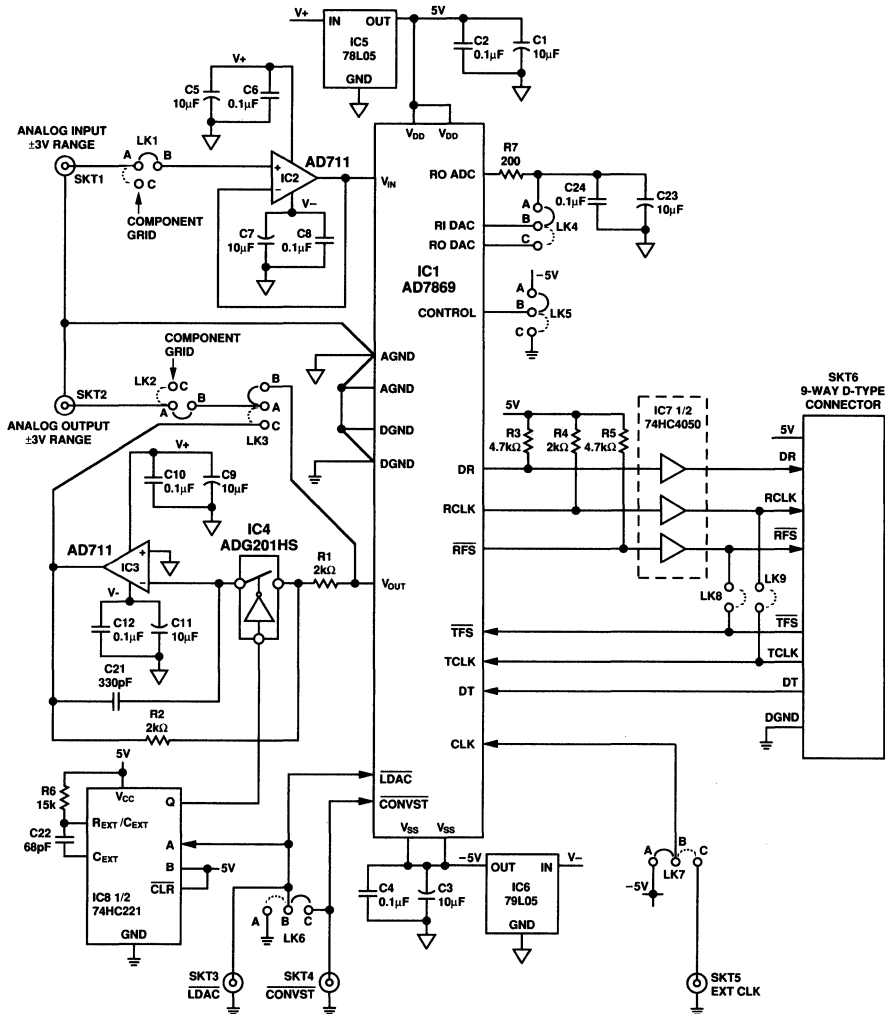 V+
IN OUT
IC5
78L05
GND
5V
C2
0.1µF
C1
10µF
V+
C5
10µF
C6
0.1µF
ANALOG INPUT
±3V RANGE
LK1
A
B
C
SKT1
COMPONENT
GRID
AD711
+
IC2
−
V−
C7
10µF
C8
0.1µF
VDD VDD
VIN
RO ADC
R7
200
C24
0.1µF
C23
10µF
RI DAC
RO DAC
A
B
C
LK4
IC1
AD7869
−5V
CONTROL
A
B
C
LK5
COMPONENT
GRID
LK2
C
A
B
SKT2
ANALOG OUTPUT
±3V RANGE
B
A
C
LK3
AGND
AGND
DGND
DGND
V+
C10
0.1µF
C9
10µF
AD711
IC3
+
−
V-
C12
0.1µF
C11
10µF
IC4
ADG201HS
R1
2kΩ
VOUT
C21
330pF
R2
2kΩ
5V
R3
4.7kΩ
R4
2kΩ
R5
4.7kΩ
IC7 1/2
74HC4050
SKT6
9-WAY D-TYPE
CONNECTOR
5V
DR
DR
RCLK
RCLK
RFS
RFS
LK8
LK9
TFS
TFS
TCLK
TCLK
DT
DT
DGND
CLK
5V
R6
15k
C22
68pF
VCC
REXT/CEXT
CEXT
Q
A
B
CLR
5V
IC8 1/2
74HC221
GND
LDAC
CONVST
VSS VSS
C4
0.1µF
C3
10µF
−5V
OUT IN
IC6
79L05
GND
V−
A
B
C
LK6
A
B
C
LK7
−5V
SKT3
LDAC
SKT4
CONVST
SKT5
EXT CLK